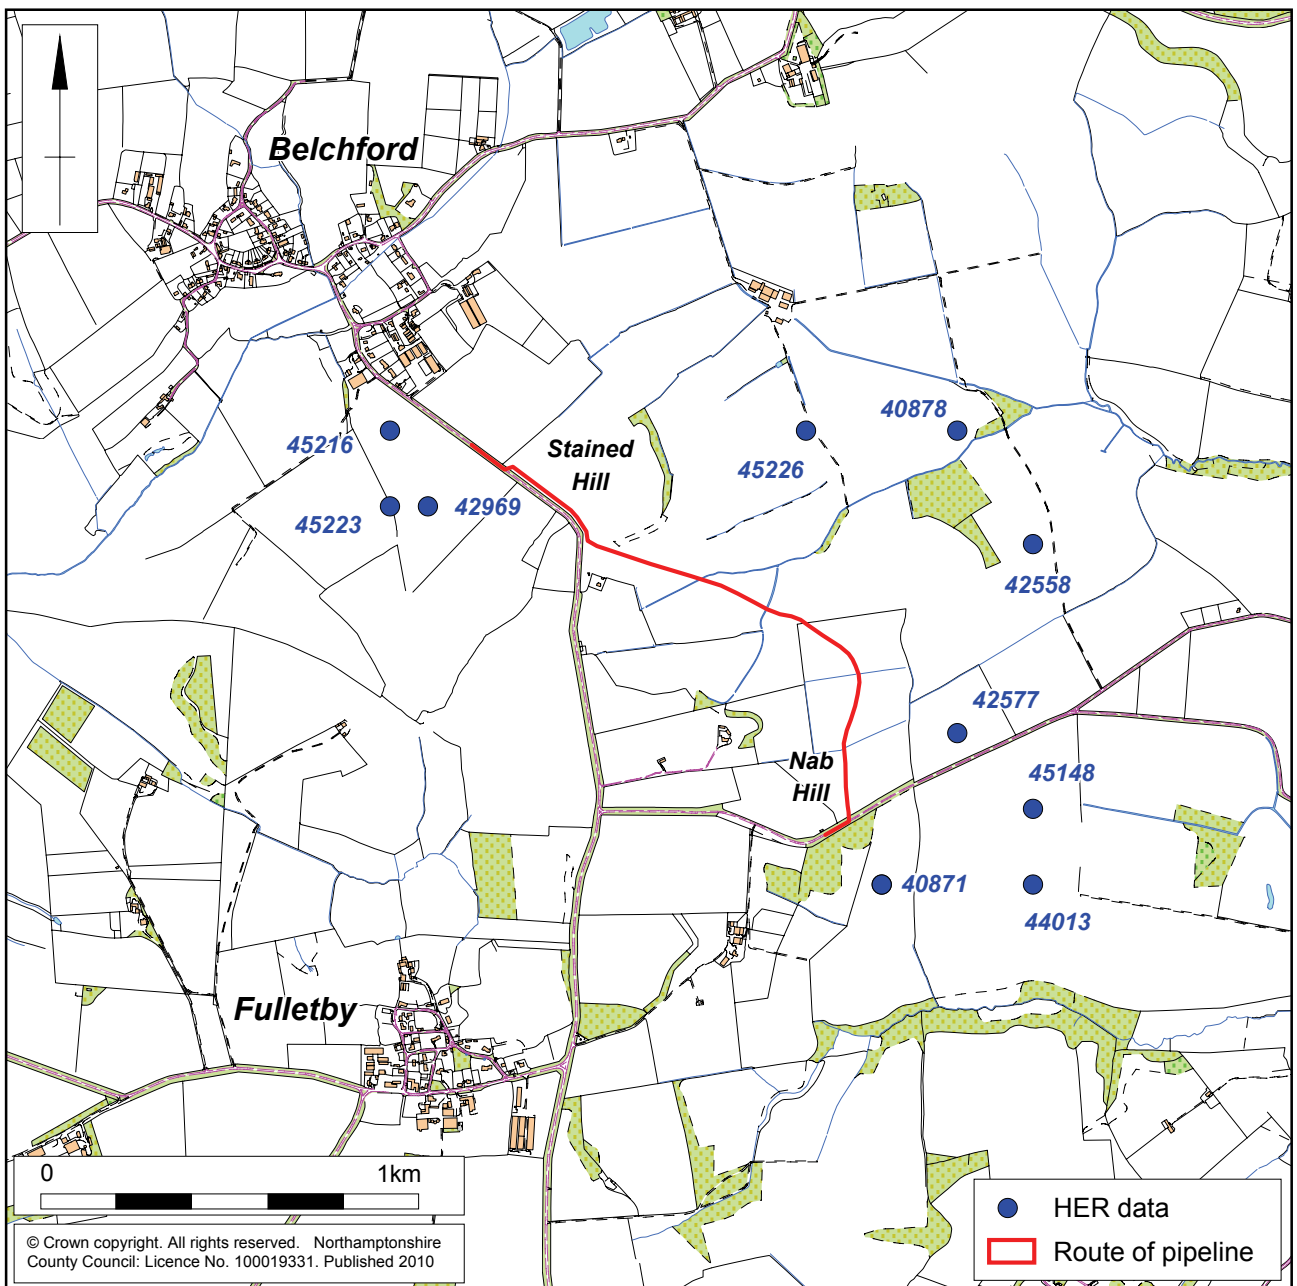 Belchford
45216
Stained
Hill
40878
45226
45223
42969
42558
42577
Nab
Hill
45148
40871
44013
Fulletby
0 1km
© Crown copyright. All rights reserved. Northamptonshire
County Council: Licence No. 100019331. Published 2010
HER data
Route of pipeline